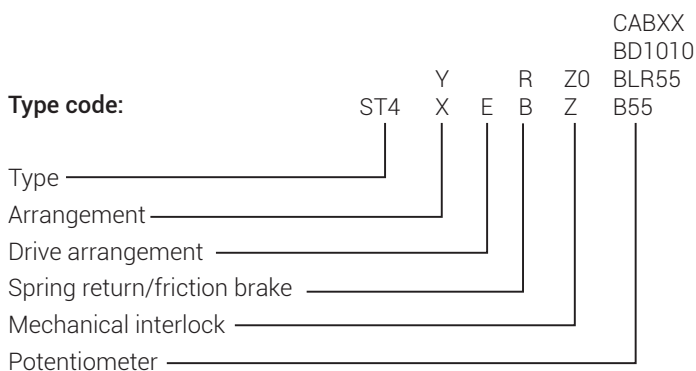 CABXX
BD1010
Y R Z0 BLR55
Type code: ST4 X E B Z B55
Type
Arrangement
Drive arrangement
Spring return/friction brake
Mechanical interlock
Potentiometer